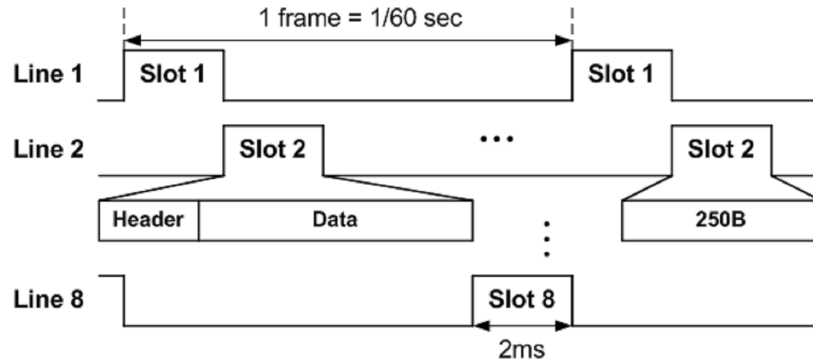 1 frame = 1/60 sec
Line 1 Slot 1 Slot 1
Line 2 Slot 2 ... Slot 2
Header Data 250B
Line 8 Slot 8
2ms